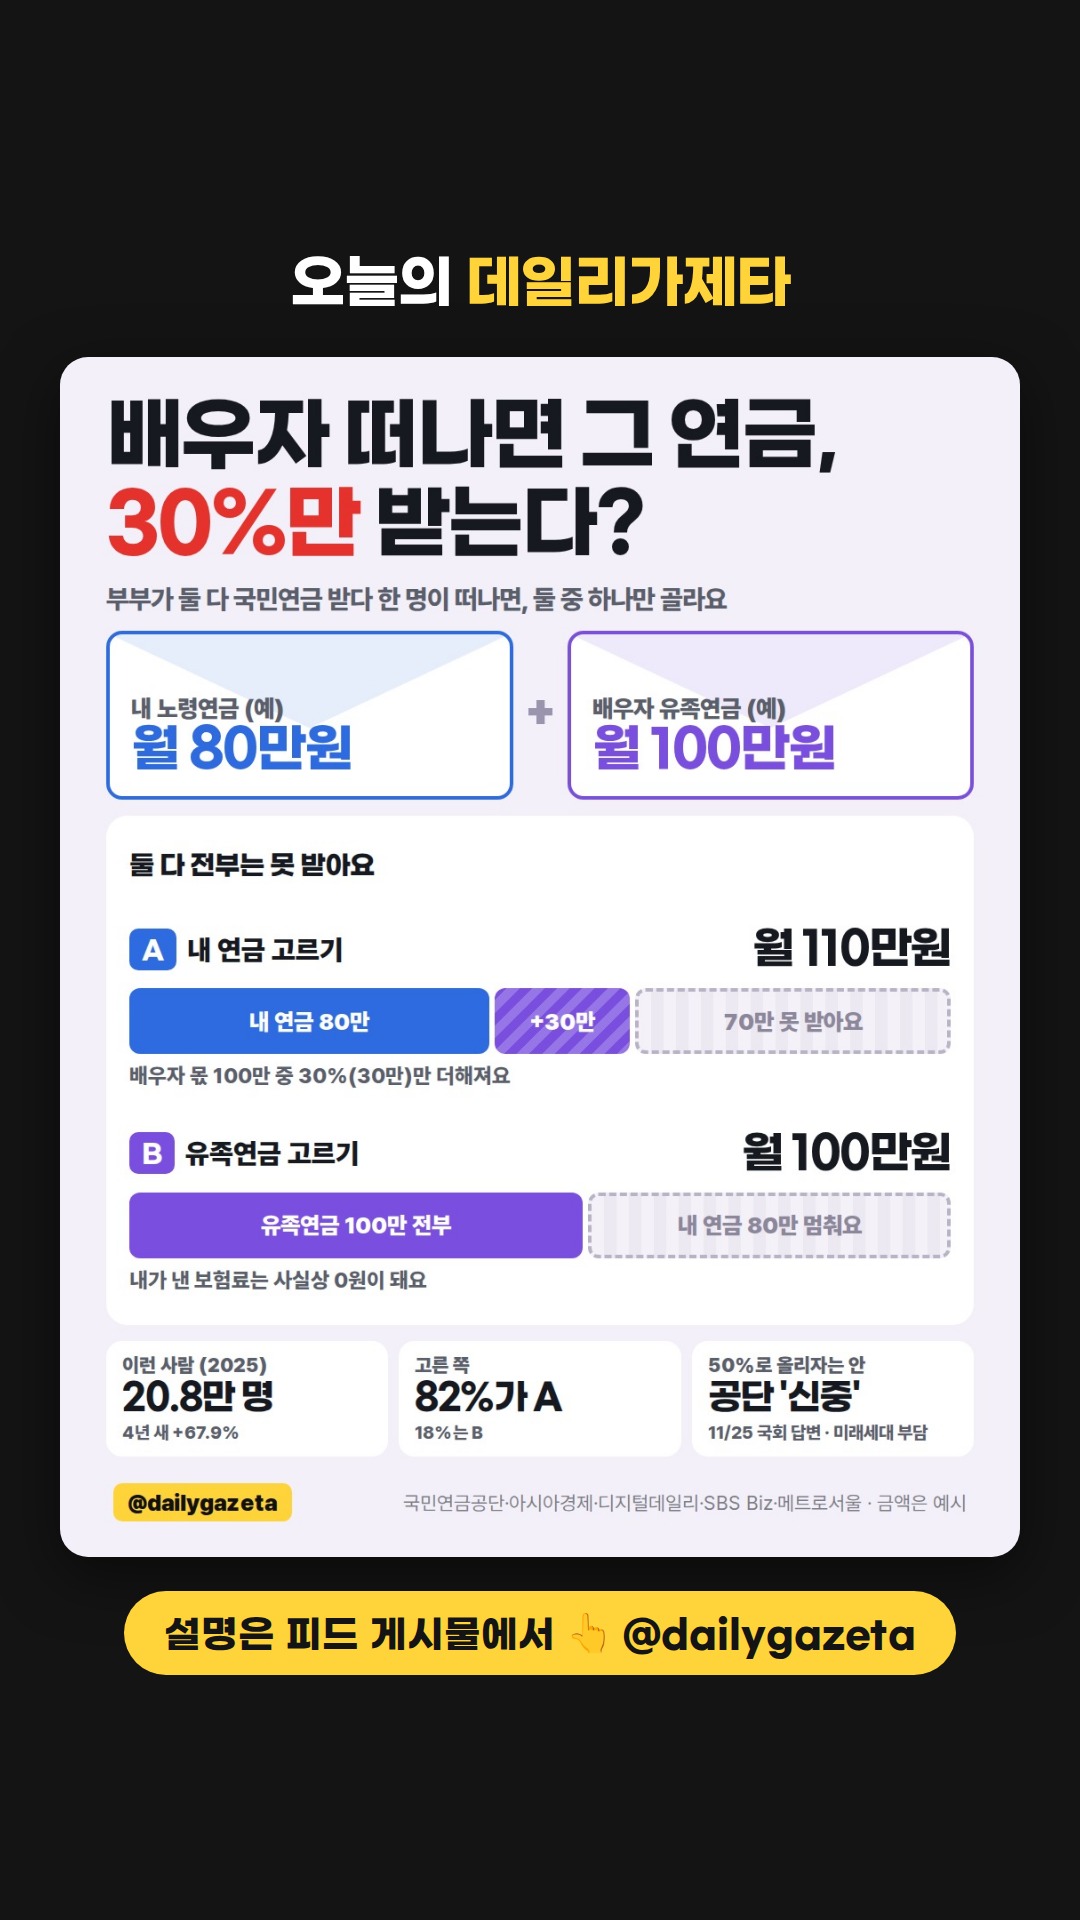 오늘의 데일리가제타
배우자 떠나면 그 연금,
30%만 받는다?
부부가 둘 다 국민연금 받다 한 명이 떠나면, 둘 중 하나만 골라요
내 노령연금 (예)
월 80만원
+
배우자 유족연금 (예)
월 100만원
둘 다 전부는 못 받아요
A 내 연금 고르기
월 110만원
내 연금 80만
+30만
70만 못 받아요
배우자 몫 100만 중 30%(30만)만 더해져요
B 유족연금 고르기
월 100만원
유족연금 100만 전부
내 연금 80만 멈춰요
내가 낸 보험료는 사실상 0원이 돼요
이런 사람 (2025)
20.8만 명
4년 새 +67.9%
고른 쪽
82%가 A
18%는 B
50%로 올리자는 안
공단 '신중'
11/25 국회 답변 · 미래세대 부담
@dailygazeta
국민연금공단·아시아경제·디지털데일리·SBS Biz·메트로서울 · 금액은 예시
설명은 피드 게시물에서 👆 @dailygazeta